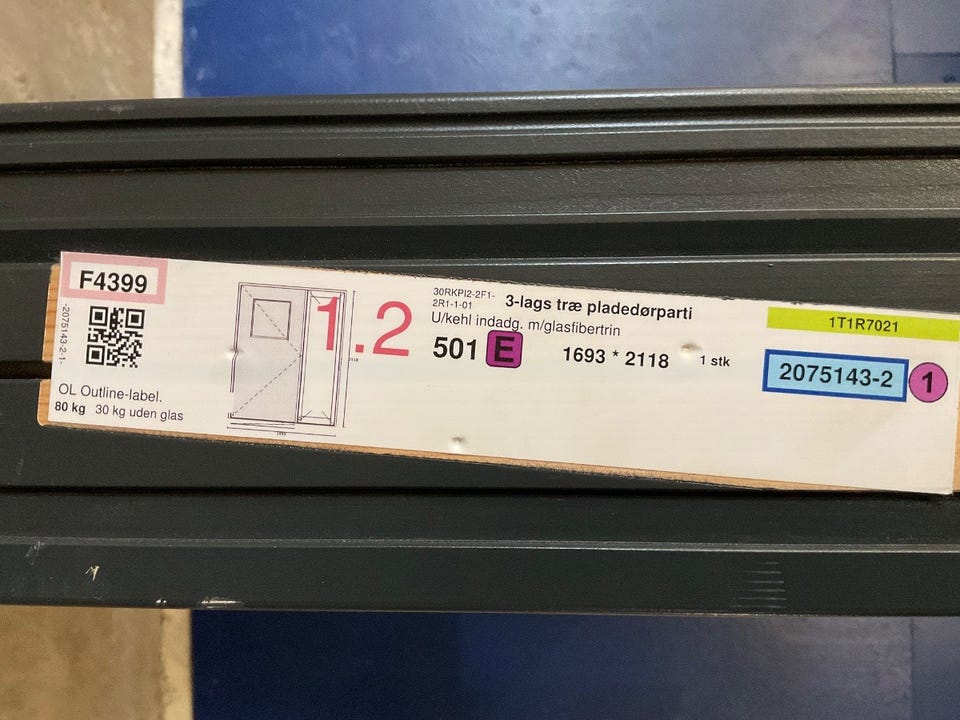 F4399
-2075143-2-1-
OL Outline-label.
80 kg 30 kg uden glas
1.2
30RKPI2-2F1-
2R1-1-01
3-lags træ pladedørparti
U/kehl indadg. m/glasfibertrin
501 E 1693 * 2118 1 stk
1T1R7021
2075143-2 1